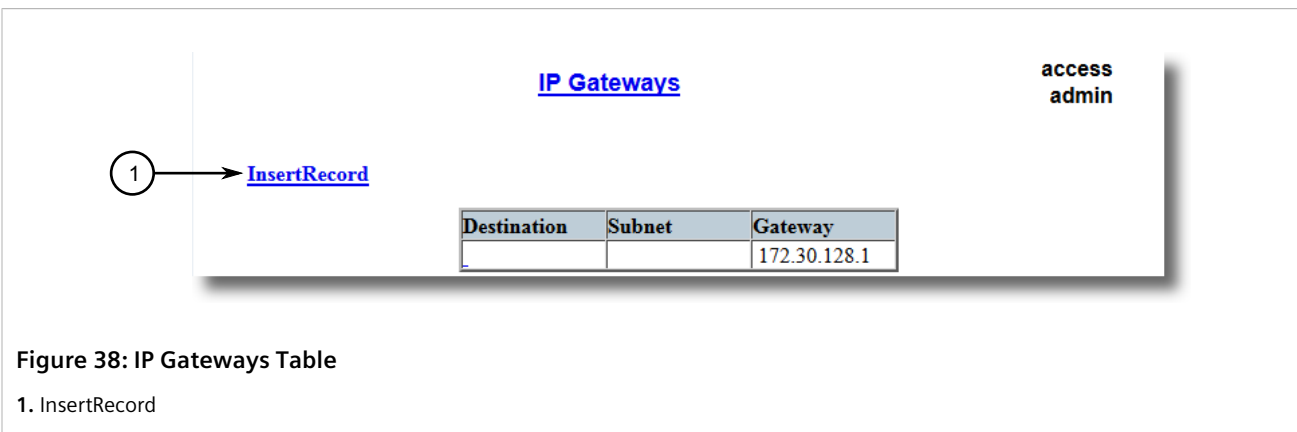 IP Gateways
access
admin
1
InsertRecord
Destination Subnet Gateway
172.30.128.1
Figure 38: IP Gateways Table
1. InsertRecord